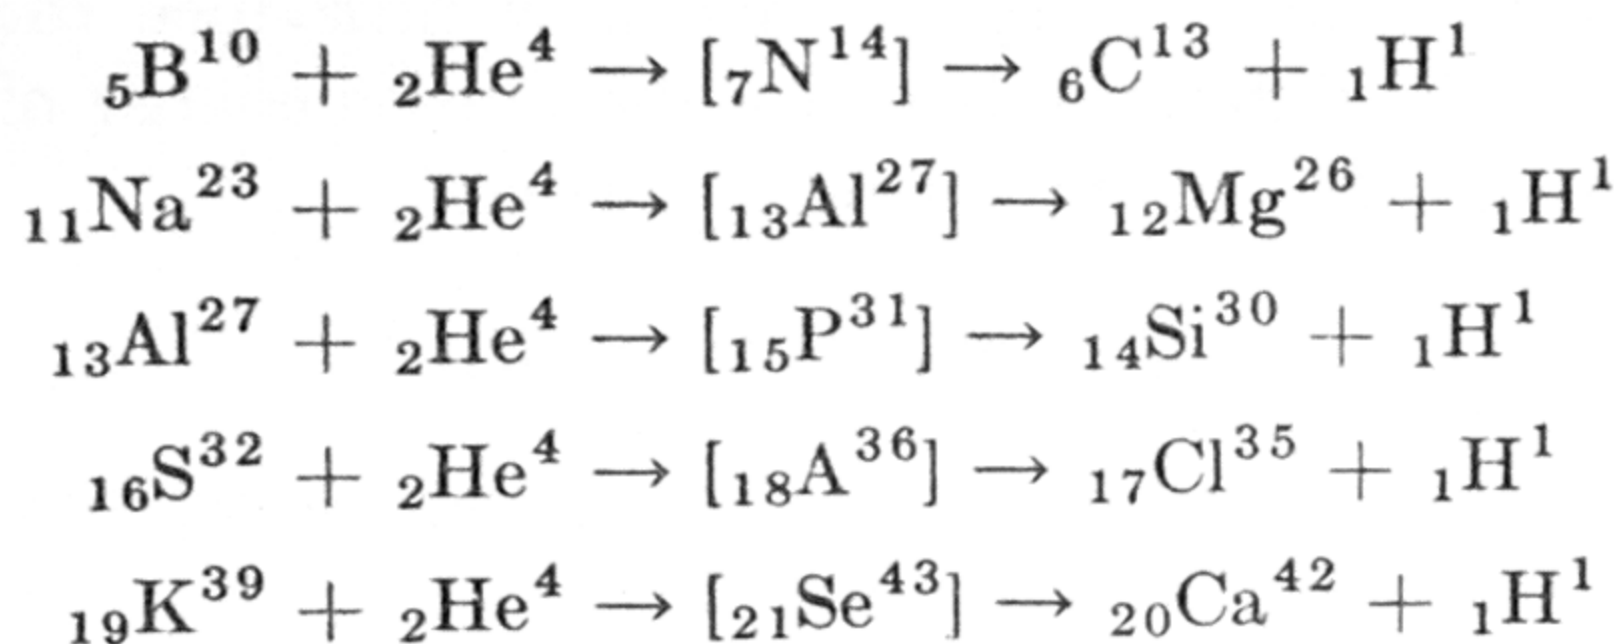 ₅B¹⁰ + ₂He⁴ → [₇N¹⁴] → ₆C¹³ + ₁H¹
₁₁Na²³ + ₂He⁴ → [₁₃Al²⁷] → ₁₂Mg²⁶ + ₁H¹
₁₃Al²⁷ + ₂He⁴ → [₁₅P³¹] → ₁₄Si³⁰ + ₁H¹
₁₆S³² + ₂He⁴ → [₁₈A³⁶] → ₁₇Cl³⁵ + ₁H¹
₁₉K³⁹ + ₂He⁴ → [₂₁Se⁴³] → ₂₀Ca⁴² + ₁H¹